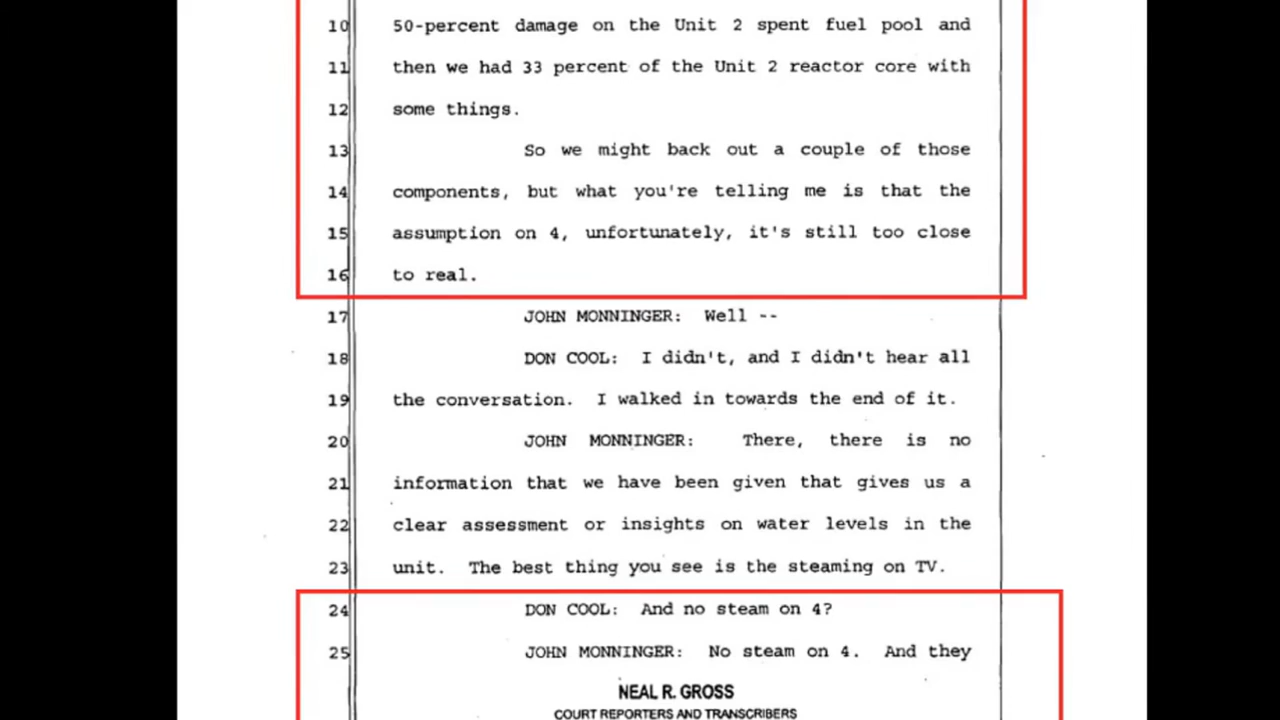 10 50-percent damage on the Unit 2 spent fuel pool and
11 then we had 33 percent of the Unit 2 reactor core with
12 some things.
13 So we might back out a couple of those
14 components, but what you're telling me is that the
15 assumption on 4, unfortunately, it's still too close
16 to real.
17 JOHN MONNINGER: Well --
18 DON COOL: I didn't, and I didn't hear all
19 the conversation. I walked in towards the end of it.
20 JOHN MONNINGER: There, there is no
21 information that we have been given that gives us a
22 clear assessment or insights on water levels in the
23 unit. The best thing you see is the steaming on TV.
24 DON COOL: And no steam on 4?
25 JOHN MONNINGER: No steam on 4. And they
NEAL R. GROSS
COURT REPORTERS AND TRANSCRIBERS